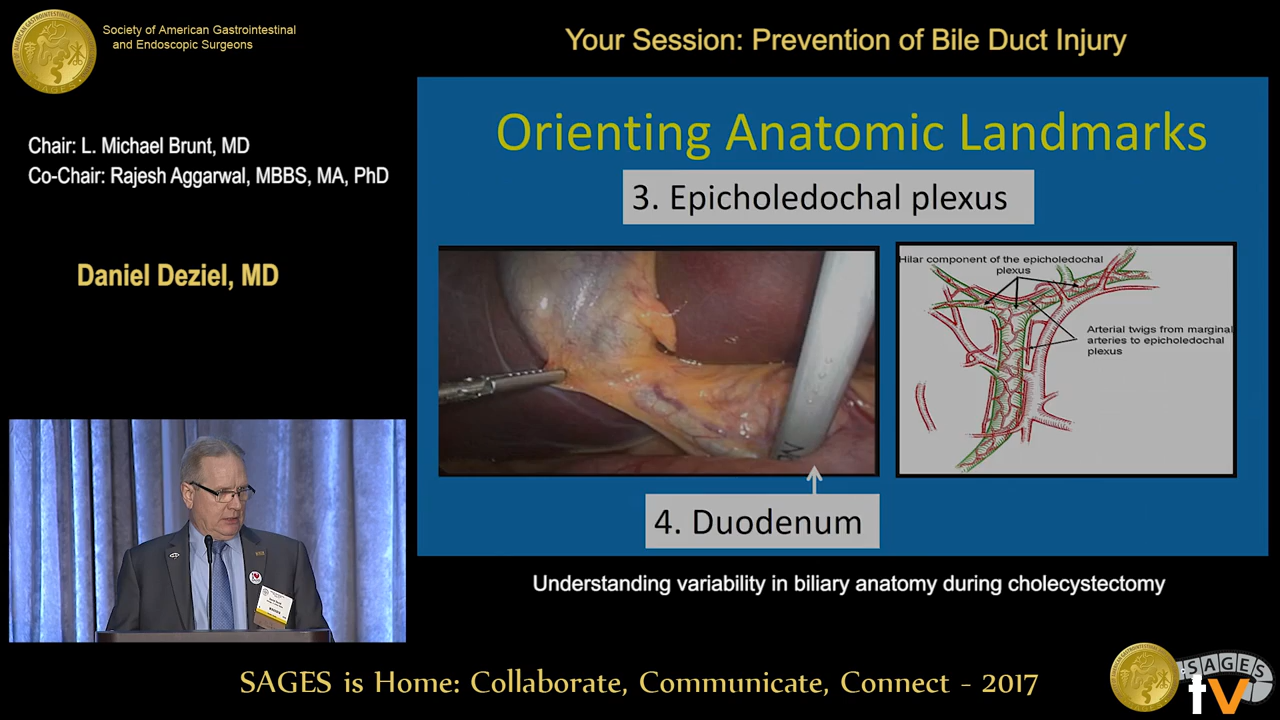 Society of American Gastrointestinal
and Endoscopic Surgeons
Your Session: Prevention of Bile Duct Injury
Chair: L. Michael Brunt, MD
Co-Chair: Rajesh Aggarwal, MBBS, MA, PhD
Daniel Deziel, MD
Orienting Anatomic Landmarks
3. Epicholedochal plexus
Hilar component of the epicholedochal
plexus
Arterial twigs from marginal
arteries to epicholedochal
plexus
4. Duodenum
Understanding variability in biliary anatomy during cholecystectomy
SAGES is Home: Collaborate, Communicate, Connect - 2017
SAGES
tv